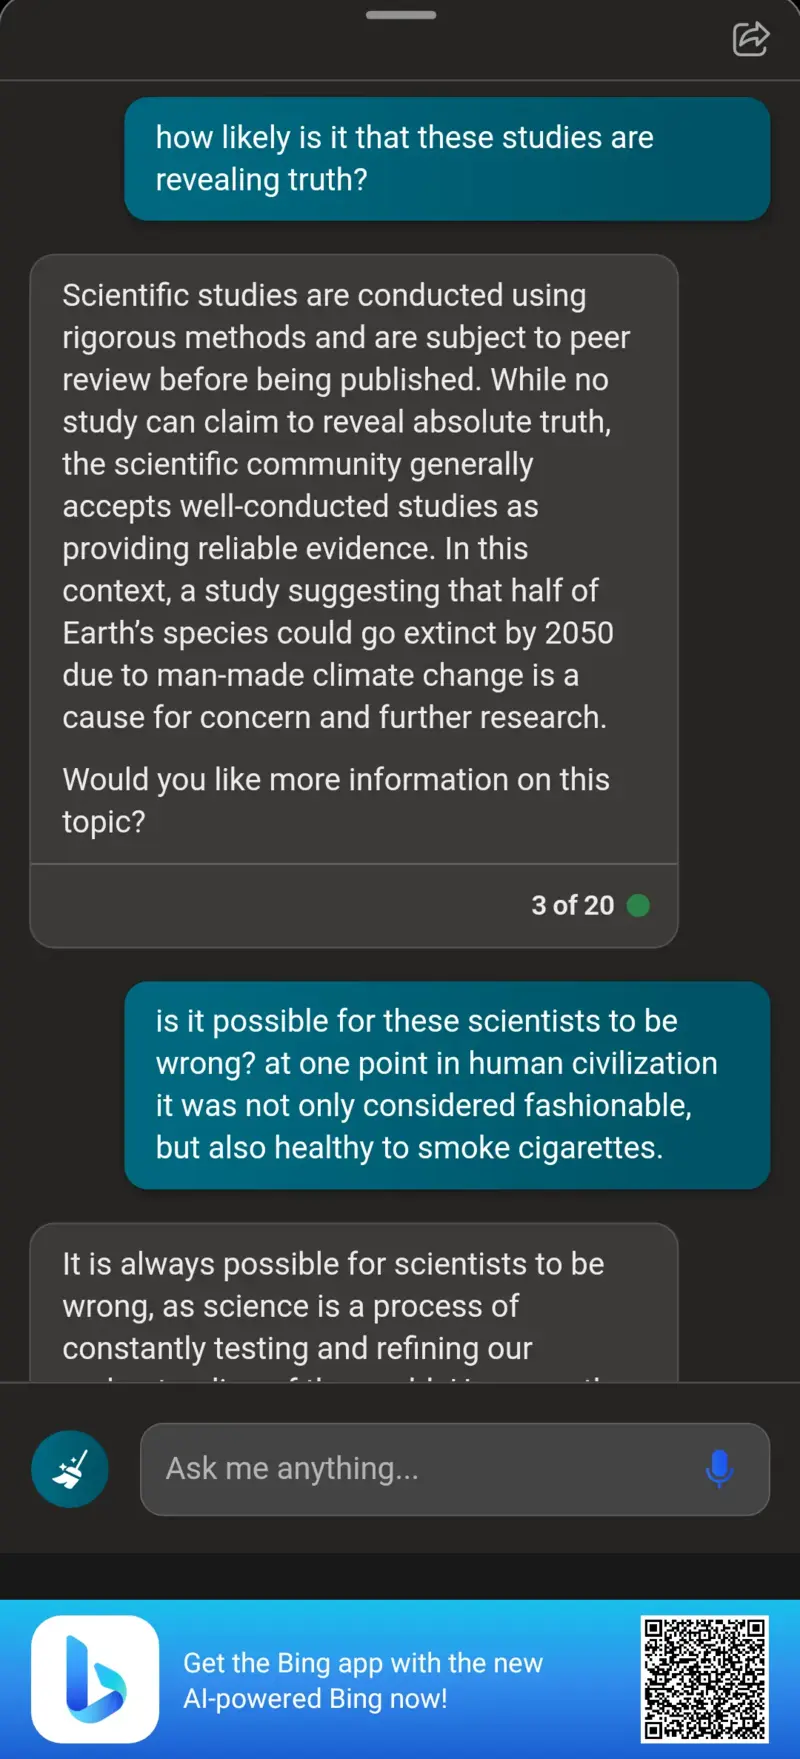 how likely is it that these studies are
revealing truth?
Scientific studies are conducted using
rigorous methods and are subject to peer
review before being published. While no
study can claim to reveal absolute truth,
the scientific community generally
accepts well-conducted studies as
providing reliable evidence. In this
context, a study suggesting that half of
Earth’s species could go extinct by 2050
due to man-made climate change is a
cause for concern and further research.
Would you like more information on this
topic?
3 of 20
is it possible for these scientists to be
wrong? at one point in human civilization
it was not only considered fashionable,
but also healthy to smoke cigarettes.
It is always possible for scientists to be
wrong, as science is a process of
constantly testing and refining our
Ask me anything...
Get the Bing app with the new
AI-powered Bing now!